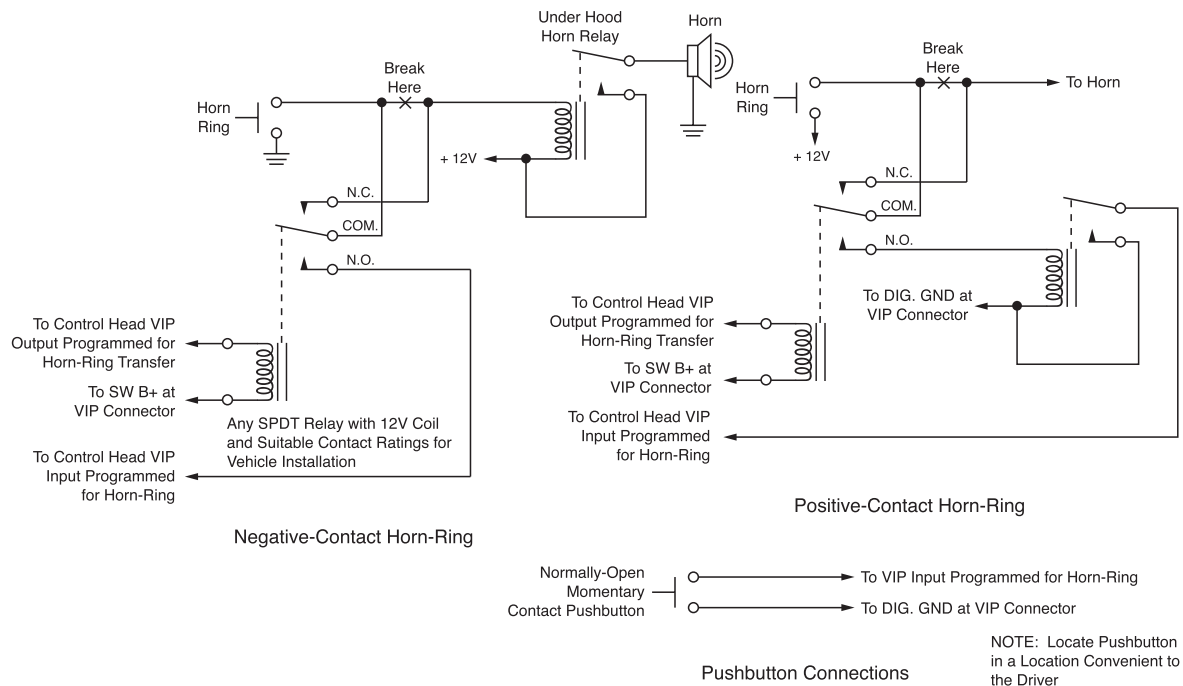 Under Hood
Horn Relay
Horn
Break
Here
Horn
Ring
+ 12V
N.C.
COM.
N.O.
To Control Head VIP
Output Programmed for
Horn-Ring Transfer
To SW B+ at
VIP Connector
Any SPDT Relay with 12V Coil
and Suitable Contact Ratings for
Vehicle Installation
To Control Head VIP
Input Programmed
for Horn-Ring
Negative-Contact Horn-Ring
Break
Here
Horn
Ring
To Horn
+ 12V
N.C.
COM.
N.O.
To DIG. GND at
VIP Connector
To Control Head VIP
Output Programmed for
Horn-Ring Transfer
To SW B+ at
VIP Connector
To Control Head VIP
Input Programmed
for Horn-Ring
Positive-Contact Horn-Ring
Normally-Open
Momentary
Contact Pushbutton
To VIP Input Programmed for Horn-Ring
To DIG. GND at VIP Connector
Pushbutton Connections
NOTE: Locate Pushbutton
in a Location Convenient to
the Driver